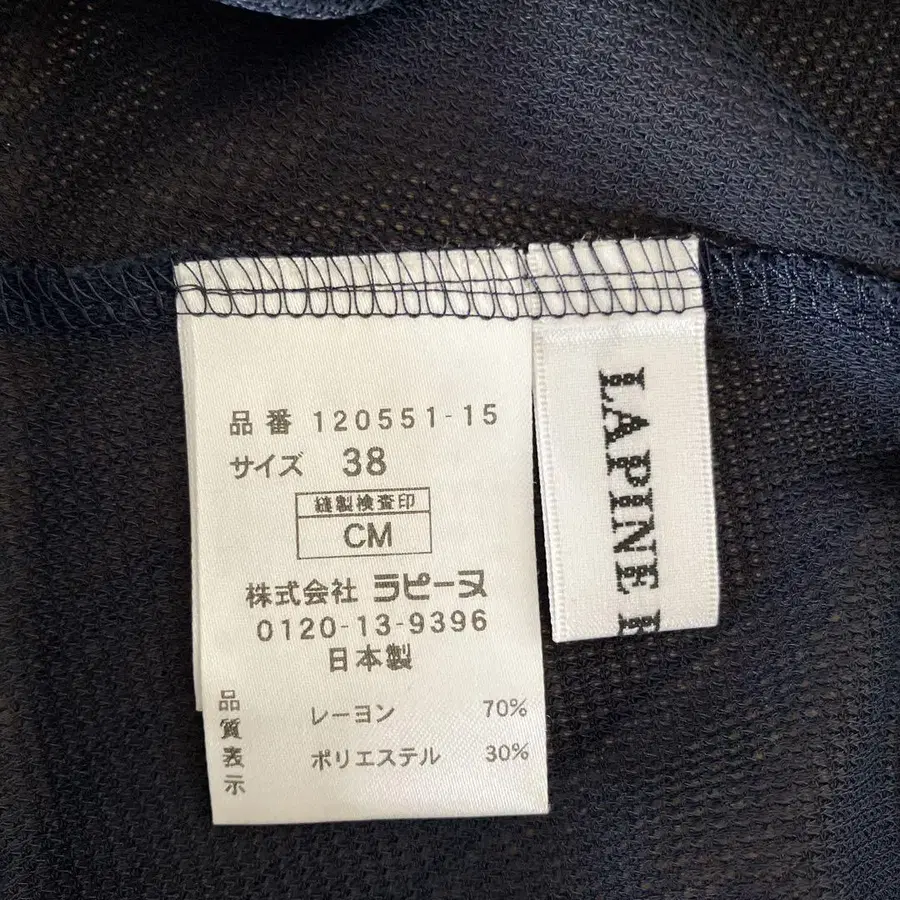 品番 120551-15
サイズ 38
縫製検査印
CM
株式会社 ラピーヌ
0120-13-9396
日本製
品質表示
レーヨン 70%
ポリエステル 30%
LAPINE